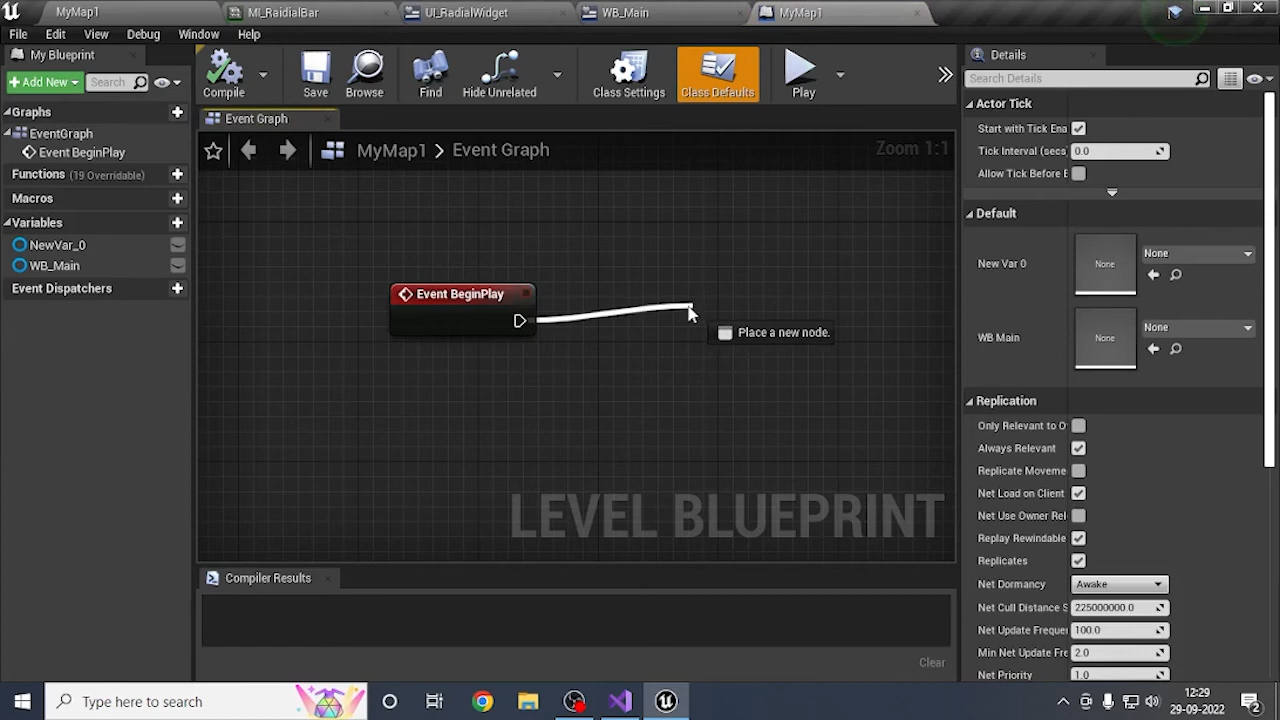 MyMap1
MI_RaidialBar
UI_RadialWidget
WB_Main
MyMap1
File Edit View Debug Window Help
My Blueprint
Add New
Search
Graphs
EventGraph
Event BeginPlay
Functions (19 Overridable)
Macros
Variables
NewVar_0
WB_Main
Event Dispatchers
Compile
Save
Browse
Find
Hide Unrelated
Class Settings
Class Defaults
Play
Event Graph
MyMap1 > Event Graph
Zoom 1:1
Event BeginPlay
Place a new node.
LEVEL BLUEPRINT
Compiler Results
Clear
Details
Search Details
Actor Tick
Start with Tick Ena
Tick Interval (secs 0.0
Allow Tick Before B
Default
New Var 0
None
None
WB Main
None
None
Replication
Only Relevant to O
Always Relevant
Replicate Moveme
Net Load on Client
Net Use Owner Rel
Replay Rewindable
Replicates
Net Dormancy Awake
Net Cull Distance S 225000000.0
Net Update Freque 100.0
Min Net Update Fre 2.0
Net Priority 1.0
Type here to search
12:29
29-09-2022
2